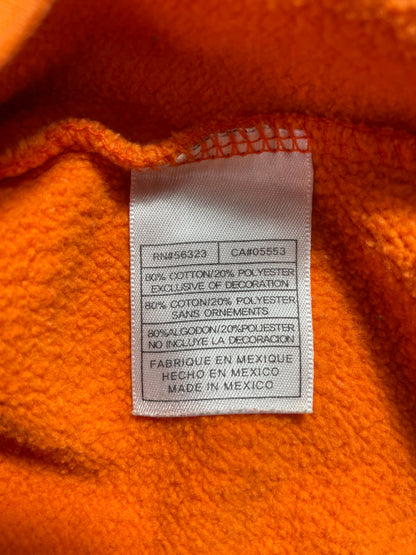 RN#56323 CA#05553
80% COTTON/20% POLYESTER
EXCLUSIVE OF DECORATION
80% COTON/20% POLYESTER
SANS ORNEMENTS
80%ALGODON/20%POLIESTER
NO INCLUYE LA DECORACION
FABRIQUE EN MEXIQUE
HECHO EN MEXICO
MADE IN MEXICO